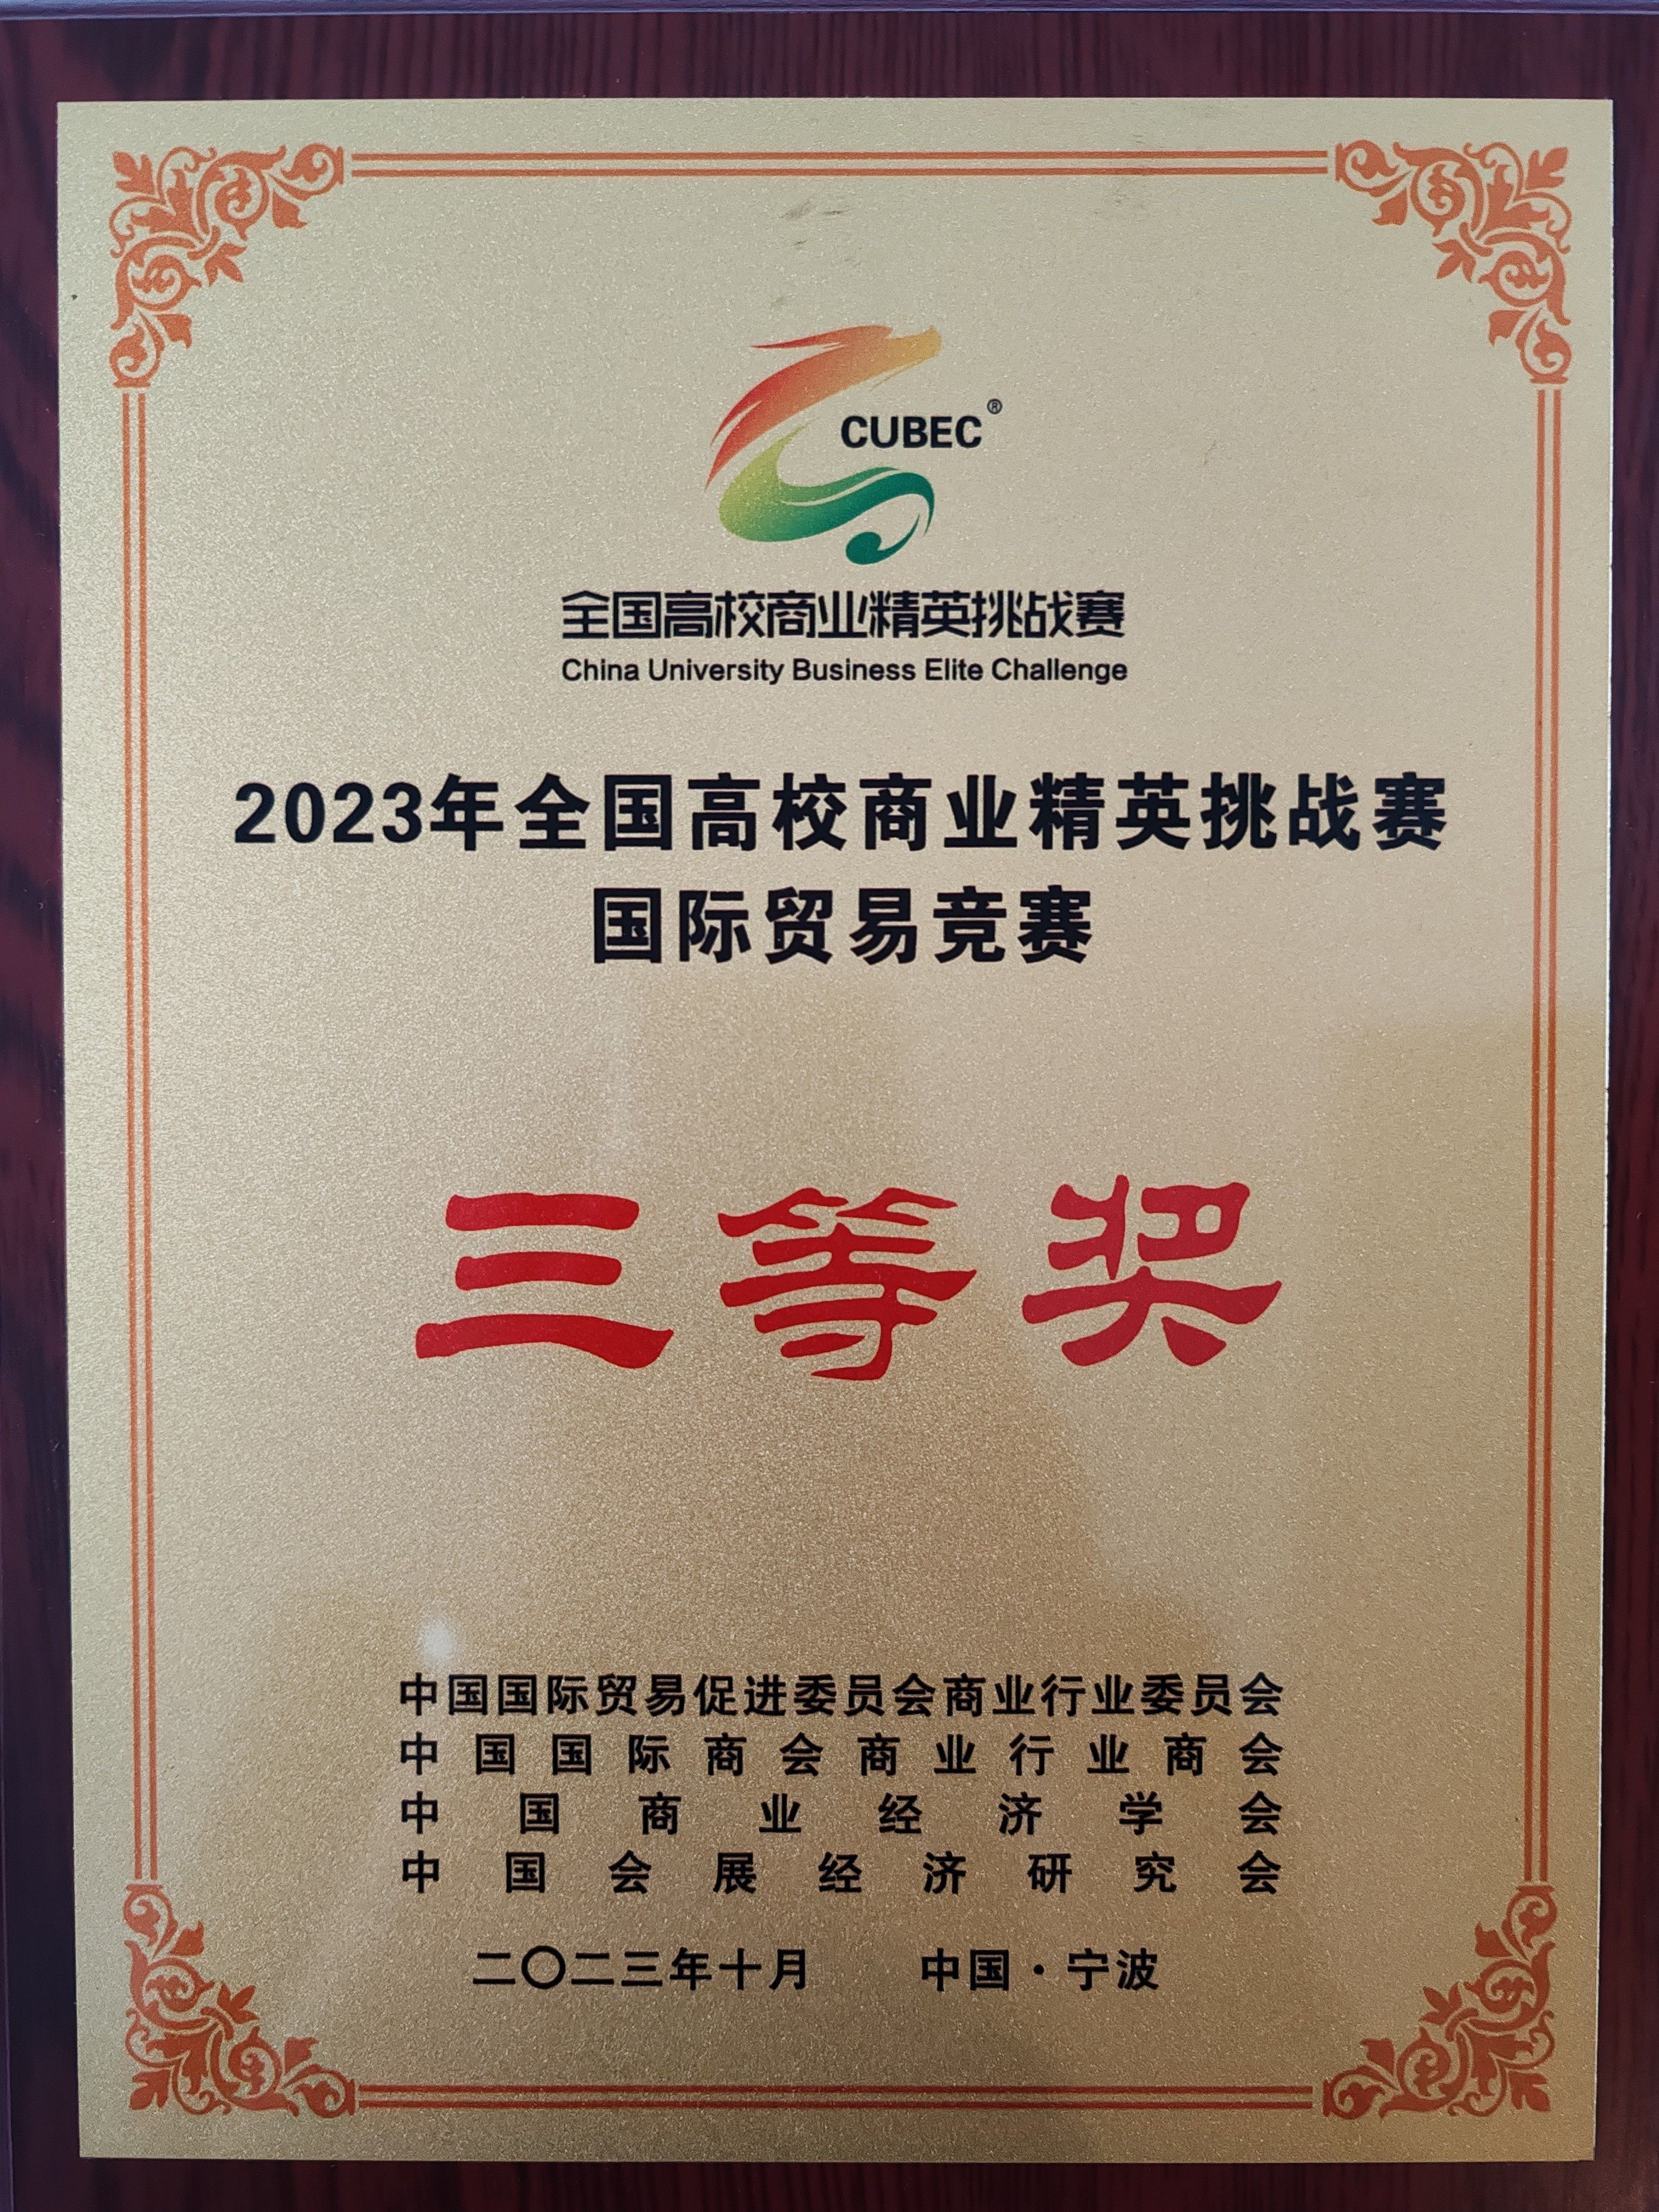 CUBEC®
全国高校商业精英挑战赛
China University Business Elite Challenge
2023年全国高校商业精英挑战赛
国际贸易竞赛
三等奖
中国国际贸易促进委员会商业行业委员会
中国国际商会商业行业商会
中国商业经济学会
中国会展经济研究会
二〇二三年十月 中国·宁波